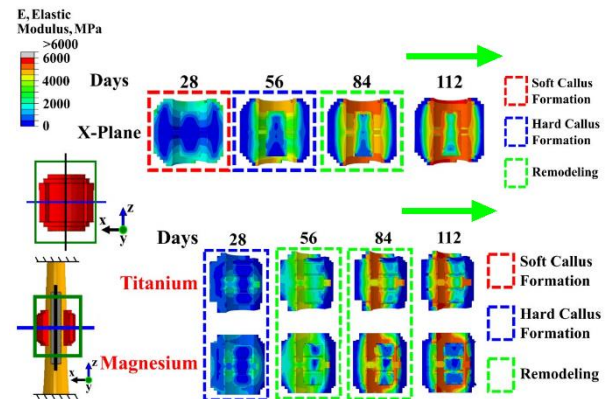 E, Elastic
Modulus, MPa
>6000
6000
4000
2000
0
Days 28 56 84 112
X-Plane
Soft Callus
Formation
Hard Callus
Formation
Remodeling
x z y
Days 28 56 84 112
Titanium
Magnesium
Soft Callus
Formation
Hard Callus
Formation
Remodeling
x z y